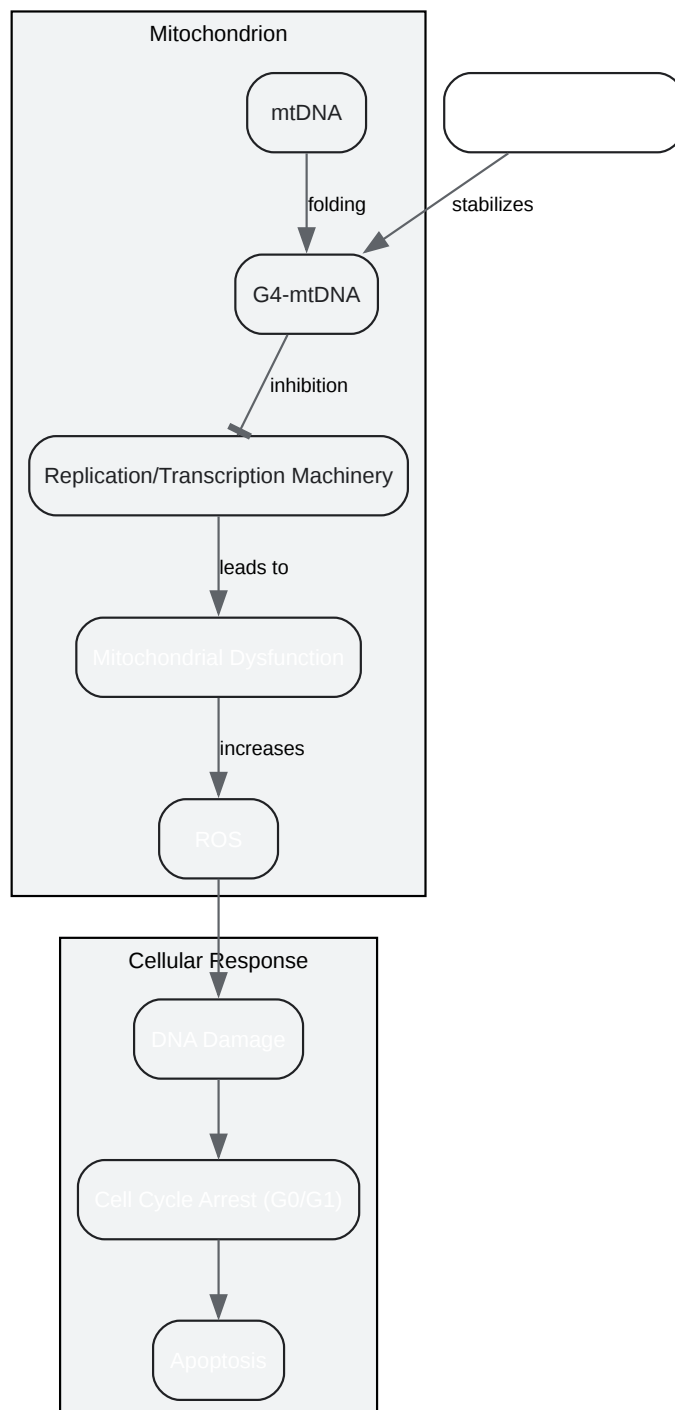 Mitochondrion
mtDNA
folding
stabilizes
G4-mtDNA
inhibition
Replication/Transcription Machinery
leads to
Mitochondrial Dysfunction
increases
ROS
Cellular Response
DNA Damage
Cell Cycle Arrest (G0/G1)
Apoptosis